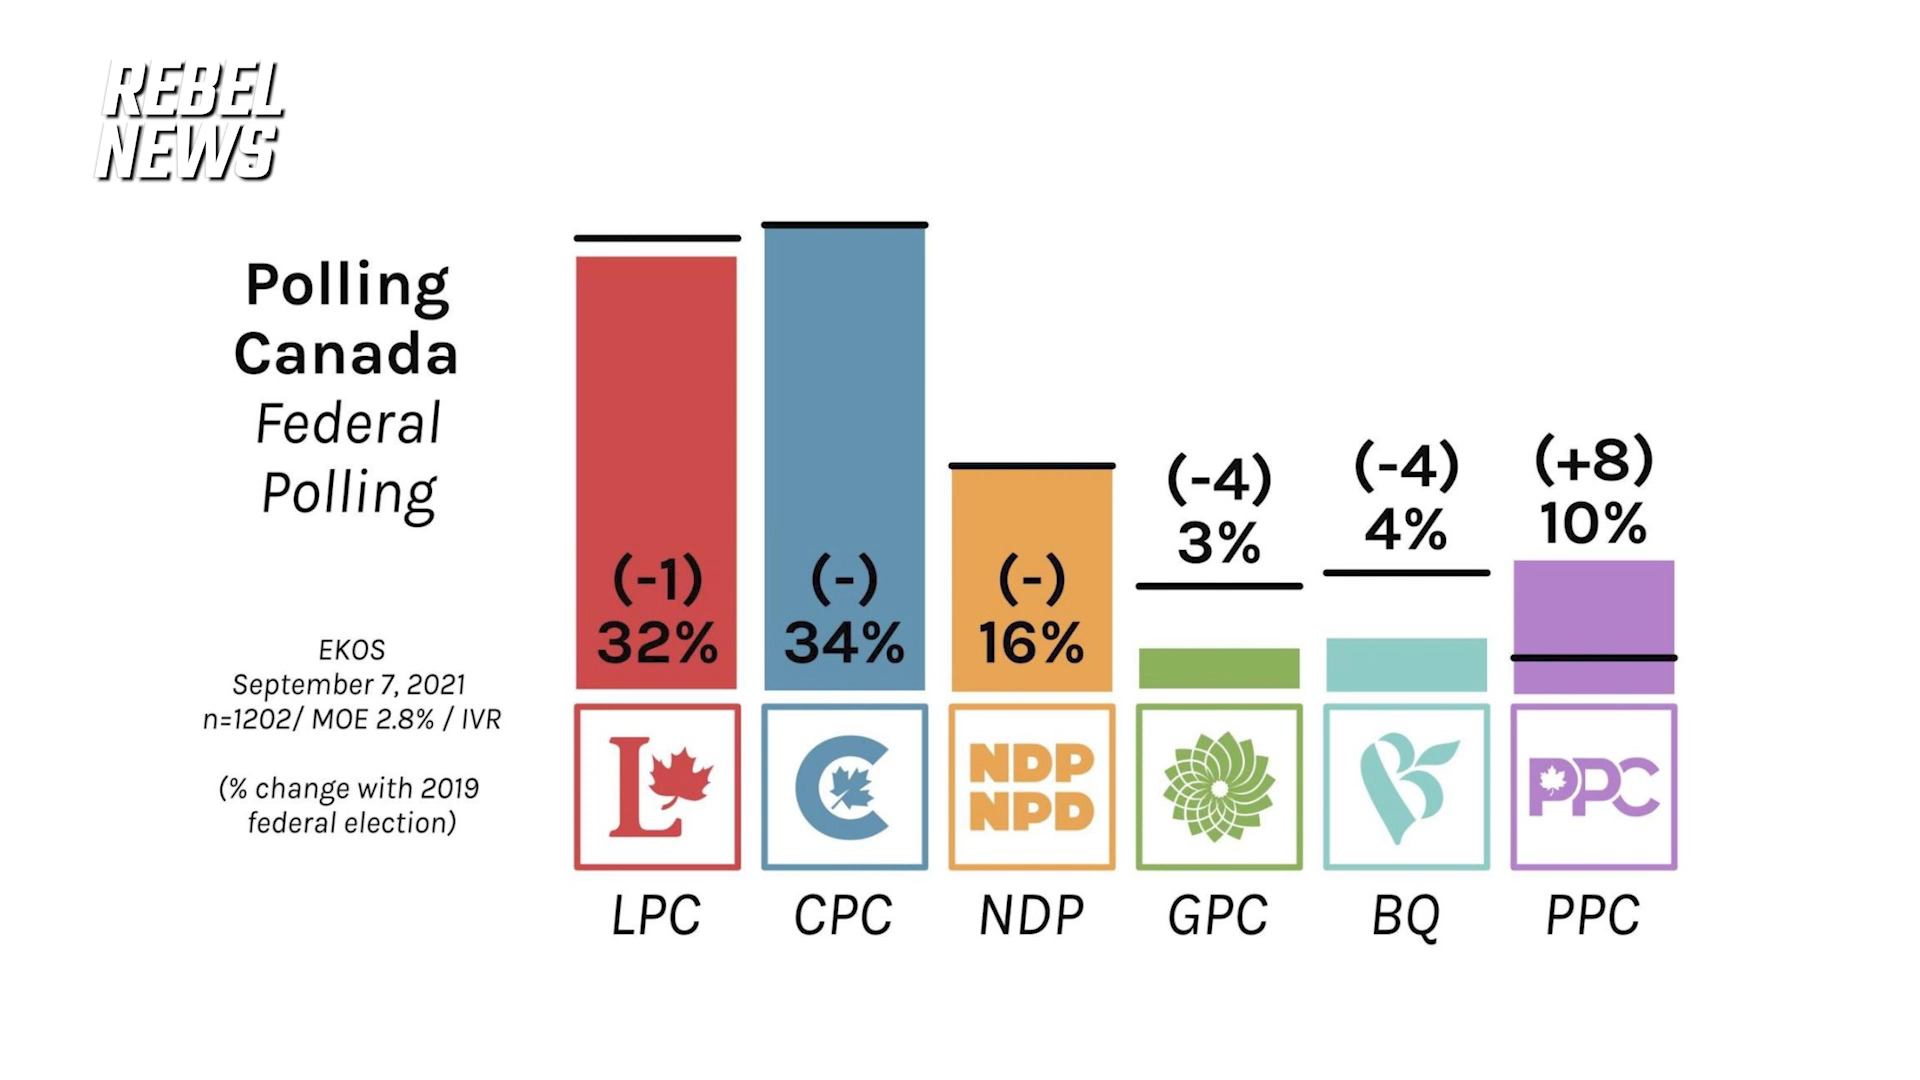 REBEL
NEWS
Polling
Canada
Federal
Polling
EKOS
September 7, 2021
n=1202/ MOE 2.8% / IVR
(% change with 2019
federal election)
(-1)
32%
(-)
34%
(-)
16%
(-4)
3%
(-4)
4%
(+8)
10%
L
C
NDP
NPD
B
PPC
LPC
CPC
NDP
GPC
BQ
PPC